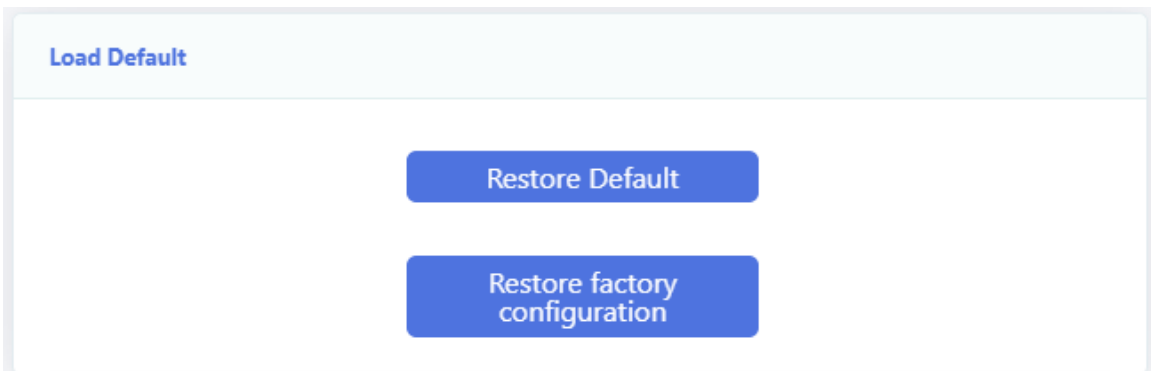 Load Default
Restore Default
Restore factory
configuration